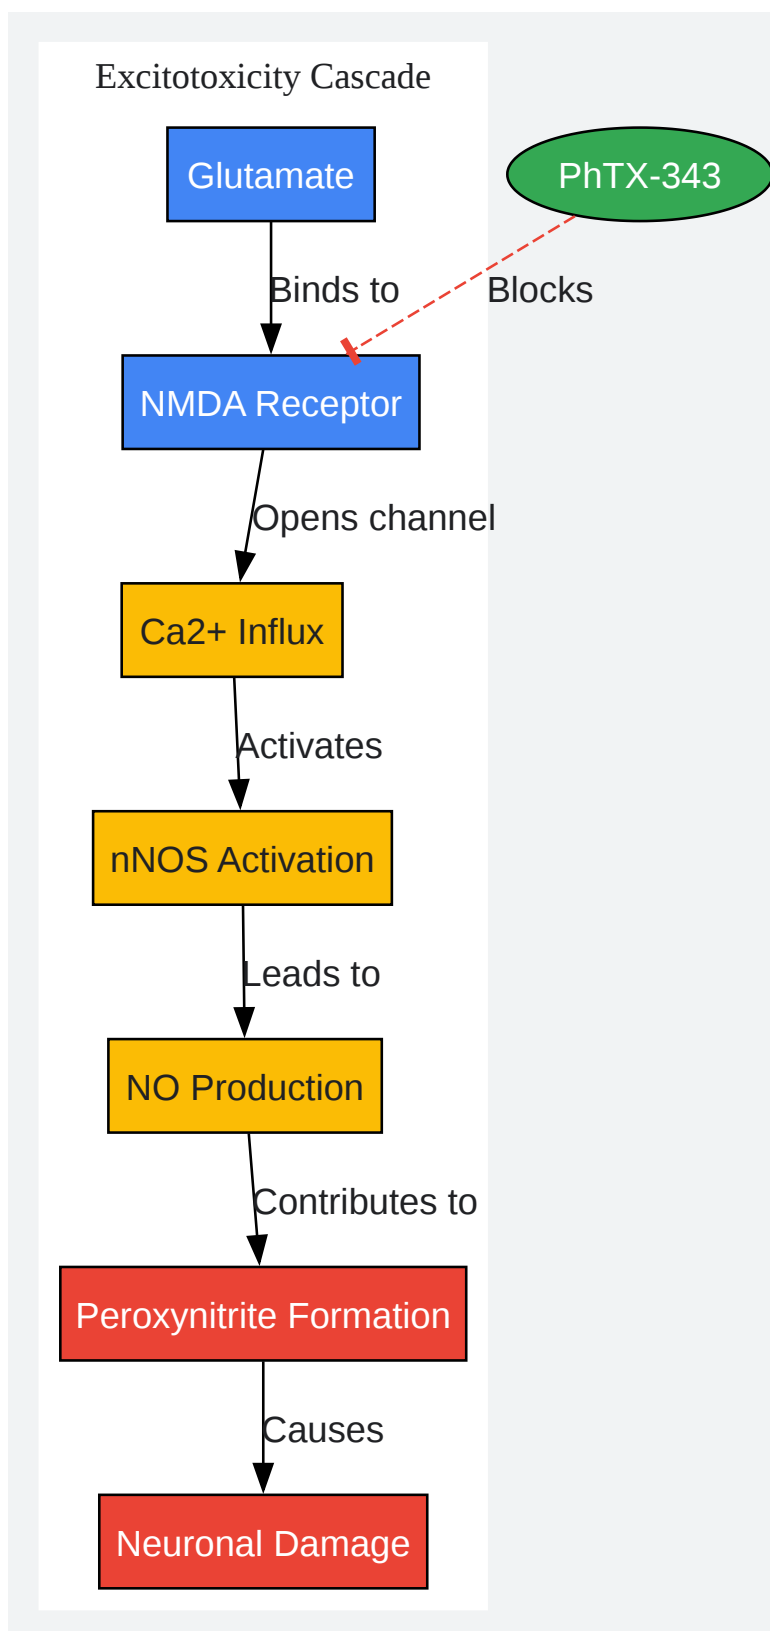 Excitotoxicity Cascade
Glutamate
PhTX-343
Binds to
Blocks
NMDA Receptor
Opens channel
Ca2+ Influx
Activates
nNOS Activation
Leads to
NO Production
Contributes to
Peroxynitrite Formation
Causes
Neuronal Damage